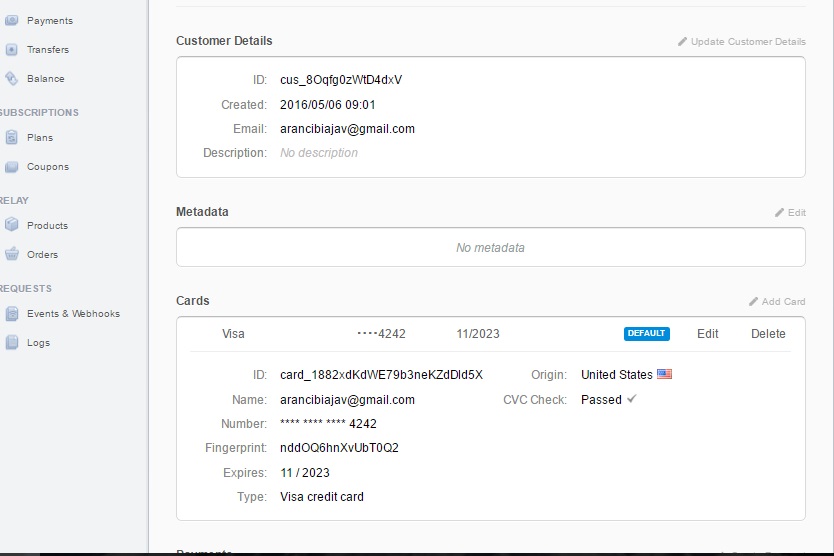 Payments
Transfers
Balance
SUBSCRIPTIONS
Plans
Coupons
RELAY
Products
Orders
REQUESTS
Events & Webhooks
Logs
Customer Details Update Customer Details
ID: cus_8Oqfg0zWtD4dxV
Created: 2016/05/06 09:01
Email: arancibiajav@gmail.com
Description: No description
Metadata Edit
No metadata
Cards Add Card
Visa ····4242 11/2023 DEFAULT Edit Delete
ID: card_1882xdKdWE79b3neKZdDld5X Origin: United States
Name: arancibiajav@gmail.com CVC Check: Passed
Number: **** **** **** 4242
Fingerprint: nddOQ6hnXvUbT0Q2
Expires: 11 / 2023
Type: Visa credit card